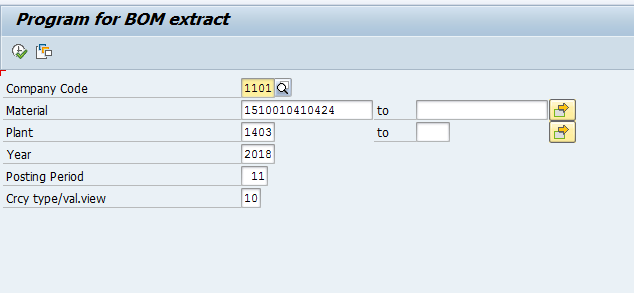 Program for BOM extract
Company Code 1101
Material 1510010410424 to
Plant 1403 to
Year 2018
Posting Period 11
Crcy type/val.view 10